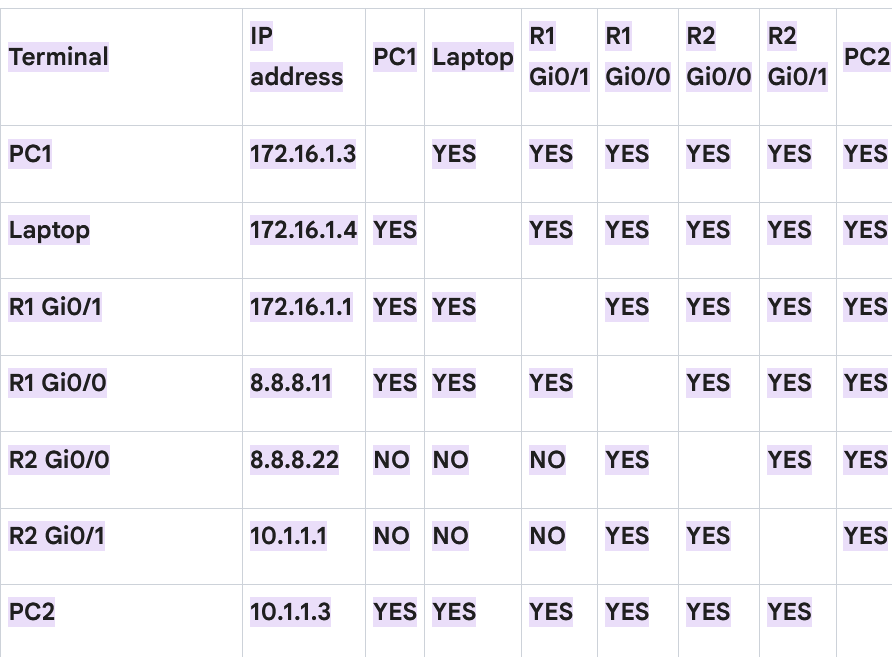 Terminal IP address PC1 Laptop R1 Gi0/1 R1 Gi0/0 R2 Gi0/0 R2 Gi0/1 PC2
PC1 172.16.1.3 YES YES YES YES YES YES
Laptop 172.16.1.4 YES YES YES YES YES YES
R1 Gi0/1 172.16.1.1 YES YES YES YES YES YES
R1 Gi0/0 8.8.8.11 YES YES YES YES YES YES
R2 Gi0/0 8.8.8.22 NO NO NO YES YES YES
R2 Gi0/1 10.1.1.1 NO NO NO YES YES YES
PC2 10.1.1.3 YES YES YES YES YES YES